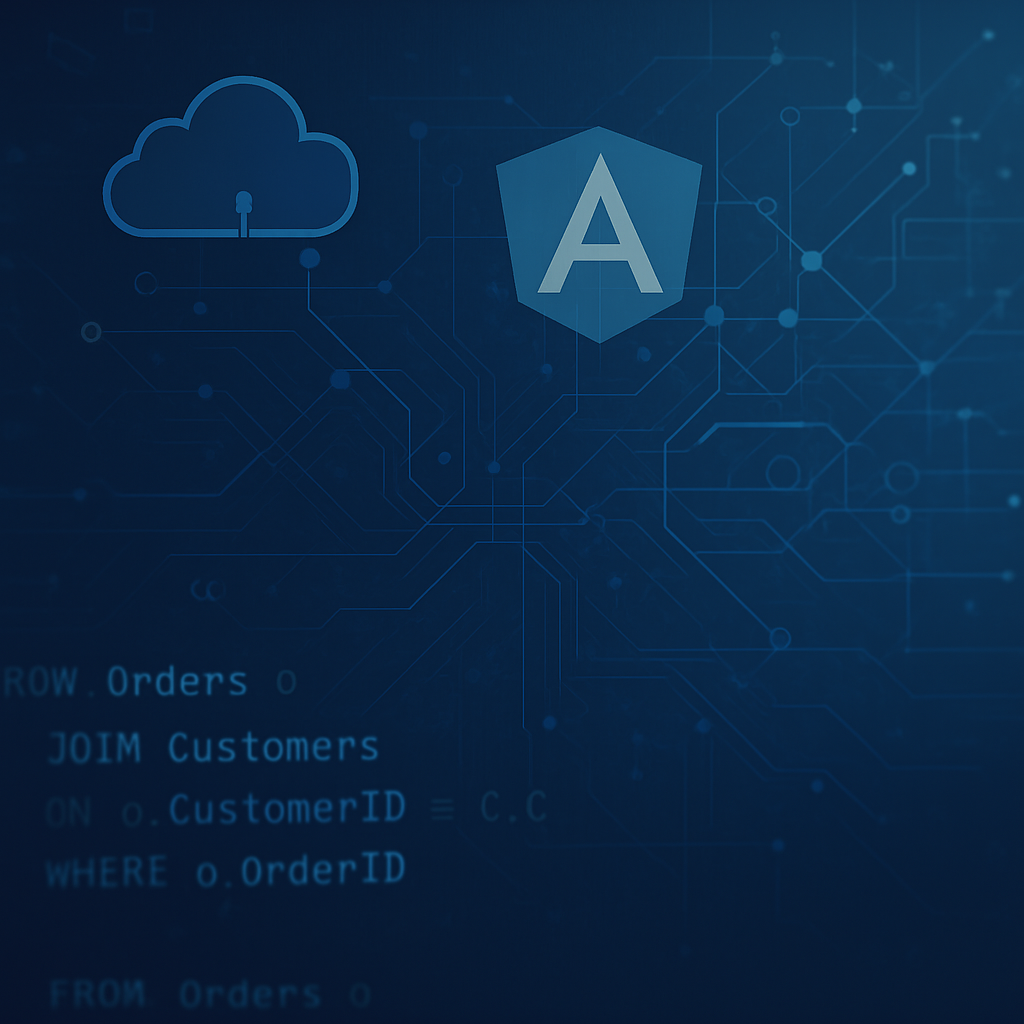 A
ROW.Orders o
JOIM Customers
ON o.CustomerID = C.C
WHERE o.OrderID
FROM Orders o